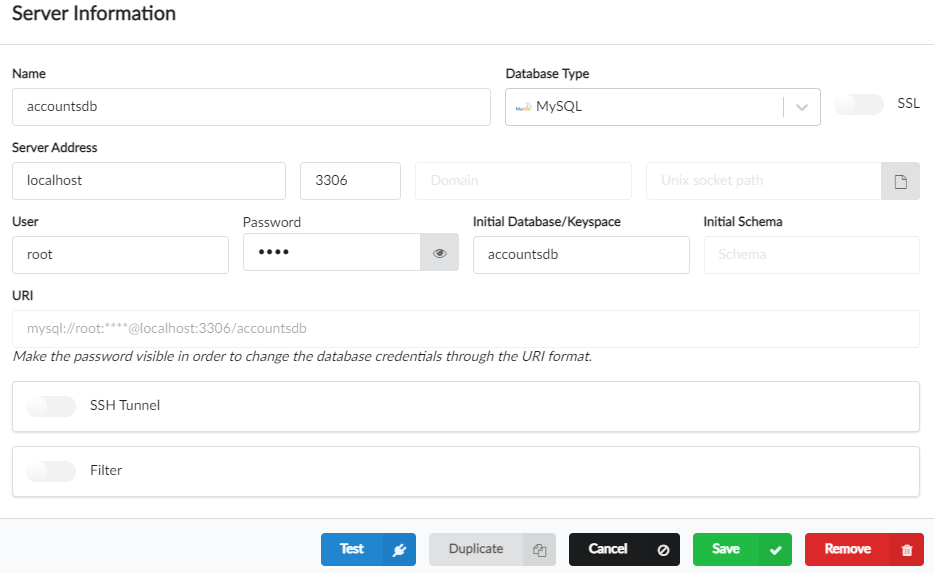 Server Information
Name
Database Type
accountsdb
MySQL
SSL
Server Address
localhost
3306
Domain
Unix socket path
User
Password
Initial Database/Keyspace
Initial Schema
root
••••
accountsdb
Schema
URI
mysql://root:****@localhost:3306/accountsdb
Make the password visible in order to change the database credentials through the URI format.
SSH Tunnel
Filter
Test
Duplicate
Cancel
Save
Remove